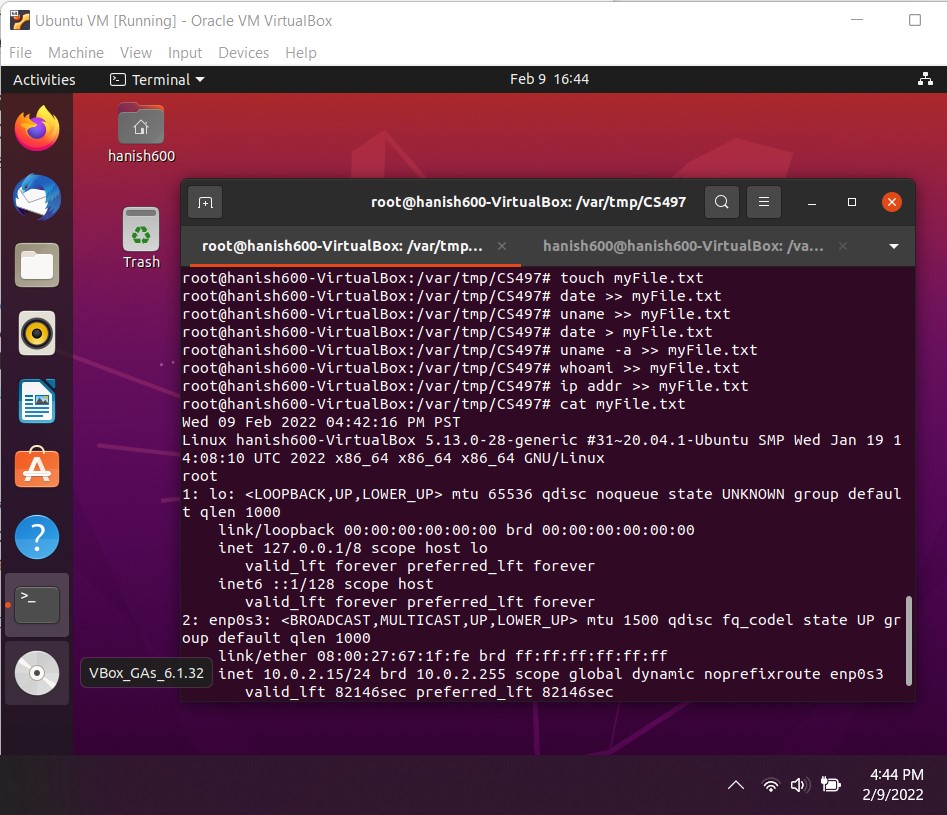 Ubuntu VM [Running] - Oracle VM VirtualBox
File Machine View Input Devices Help
Activities Terminal Feb 9 16:44
hanish600
Trash
root@hanish600-VirtualBox: /var/tmp/CS497
root@hanish600-VirtualBox: /var/tmp... hanish600@hanish600-VirtualBox: /va...
root@hanish600-VirtualBox:/var/tmp/CS497# touch myFile.txt
root@hanish600-VirtualBox:/var/tmp/CS497# date >> myFile.txt
root@hanish600-VirtualBox:/var/tmp/CS497# uname >> myFile.txt
root@hanish600-VirtualBox:/var/tmp/CS497# date > myFile.txt
root@hanish600-VirtualBox:/var/tmp/CS497# uname -a >> myFile.txt
root@hanish600-VirtualBox:/var/tmp/CS497# whoami >> myFile.txt
root@hanish600-VirtualBox:/var/tmp/CS497# ip addr >> myFile.txt
root@hanish600-VirtualBox:/var/tmp/CS497# cat myFile.txt
Wed 09 Feb 2022 04:42:16 PM PST
Linux hanish600-VirtualBox 5.13.0-28-generic #31~20.04.1-Ubuntu SMP Wed Jan 19 1
4:08:10 UTC 2022 x86_64 x86_64 x86_64 GNU/Linux
root
1: lo: <LOOPBACK,UP,LOWER_UP> mtu 65536 qdisc noqueue state UNKNOWN group defaul
t qlen 1000
    link/loopback 00:00:00:00:00:00 brd 00:00:00:00:00:00
    inet 127.0.0.1/8 scope host lo
       valid_lft forever preferred_lft forever
    inet6 ::1/128 scope host
       valid_lft forever preferred_lft forever
2: enp0s3: <BROADCAST,MULTICAST,UP,LOWER_UP> mtu 1500 qdisc fq_codel state UP gr
oup default qlen 1000
    link/ether 08:00:27:67:1f:fe brd ff:ff:ff:ff:ff:ff
    inet 10.0.2.15/24 brd 10.0.2.255 scope global dynamic noprefixroute enp0s3
       valid_lft 82146sec preferred_lft 82146sec
VBox_GAs_6.1.32
4:44 PM
2/9/2022